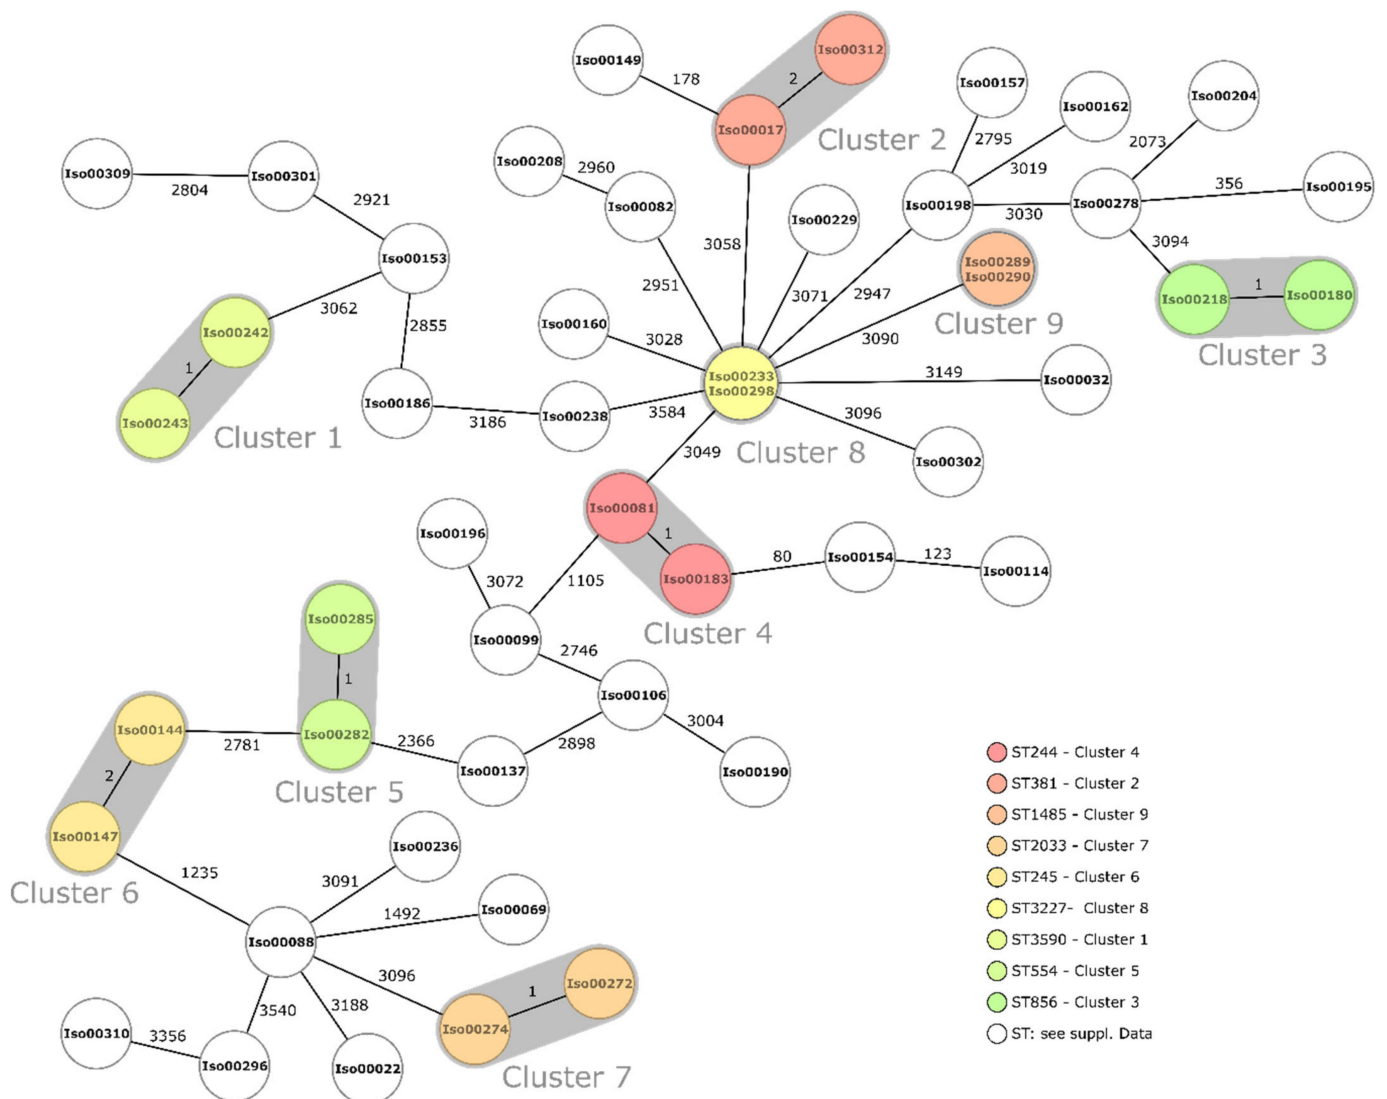 Iso00149
178
Iso00312
2
Iso00017
Cluster 2
Iso00157
2795
Iso00162
3019
Iso00204
2073
Iso00195
356
Iso00198
3030
Iso00278
3094
Iso00218
1
Iso00180
Cluster 3
Iso00309
2804
Iso00301
2921
Iso00153
3062
Iso00242
1
Iso00243
Cluster 1
2855
Iso00186
3186
Iso00238
3584
Iso00208
2960
Iso00082
2951
3058
Iso00229
3071
2947
Iso00289
Iso00290
Cluster 9
3090
Iso00160
3028
Iso00233
Iso00298
Cluster 8
3149
Iso00032
3096
Iso00302
3049
Iso00081
1
Iso00183
Cluster 4
80
Iso00154
123
Iso00114
Iso00196
3072
1105
Iso00099
2746
Iso00106
3004
Iso00190
2898
Iso00137
2366
Iso00285
1
Iso00282
Cluster 5
2781
Iso00144
2
Iso00147
Cluster 6
1235
Iso00236
3091
1492
Iso00069
Iso00088
3096
Iso00272
1
Iso00274
Cluster 7
3540
3188
Iso00310
3356
Iso00296
Iso00022
ST244 - Cluster 4
ST381 - Cluster 2
ST1485 - Cluster 9
ST2033 - Cluster 7
ST245 - Cluster 6
ST3227- Cluster 8
ST3590 - Cluster 1
ST554 - Cluster 5
ST856 - Cluster 3
ST: see suppl. Data